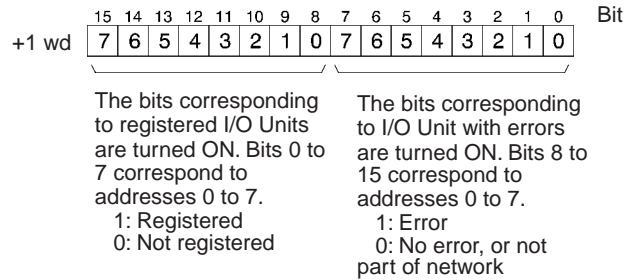 15 14 13 12 11 10 9 8 7 6 5 4 3 2 1 0 Bit
+1 wd 7 6 5 4 3 2 1 0 7 6 5 4 3 2 1 0
The bits corresponding
to registered I/O Units
are turned ON. Bits 0 to
7 correspond to
addresses 0 to 7.
1: Registered
0: Not registered
The bits corresponding
to I/O Unit with errors
are turned ON. Bits 8 to
15 correspond to
addresses 0 to 7.
1: Error
0: No error, or not
part of network